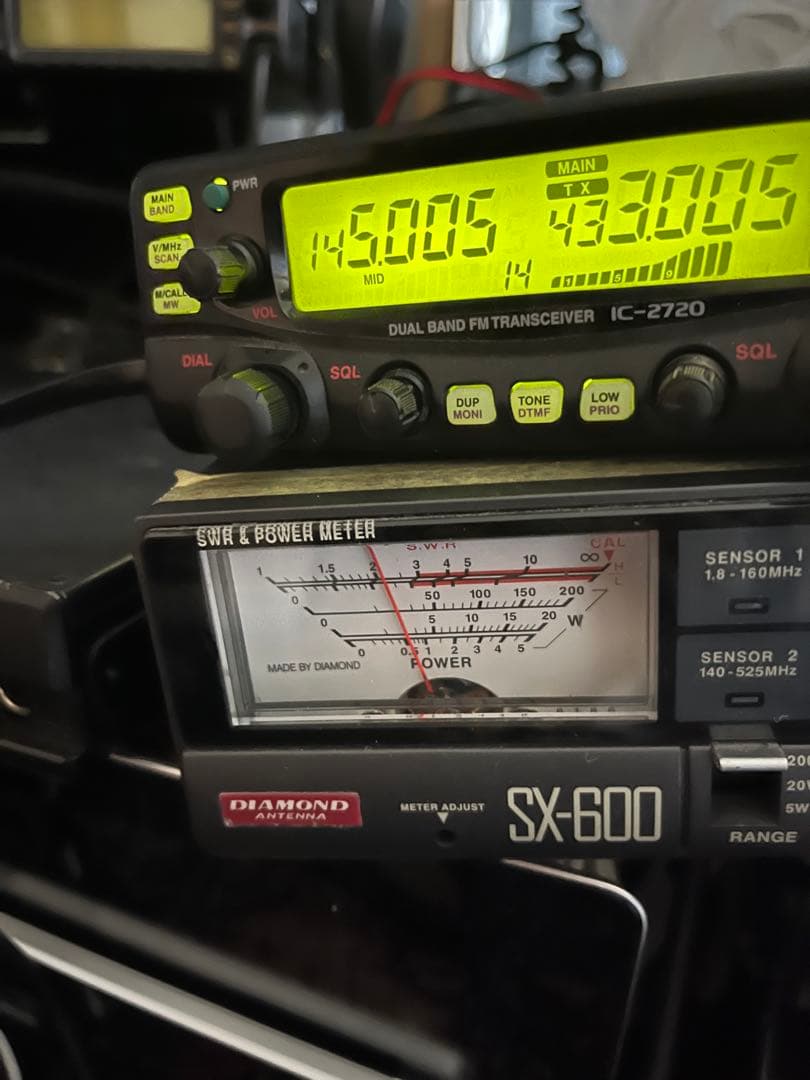 PWR
MAIN
BAND
V/MHz
SCAN
M/CALL
MW
VOL
145.005
MID
14
MAIN
TX
433.005
1 5 9
DUAL BAND FM TRANSCEIVER IC-2720
DIAL
SQL
DUP
MONI
TONE
DTMF
LOW
PRIO
SQL
SWR & POWER METER
S.W.R
CAL
1 1.5 2 3 4 5 10 ∞
H
L
0 50 100 150 200
0 5 10 15 20
W
0 0.5 1 2 3 4 5
MADE BY DIAMOND
POWER
SENSOR 1
1.8 - 160MHz
SENSOR 2
140 - 525MHz
DIAMOND
ANTENNA
METER ADJUST
SX-600
20W
5W
RANGE